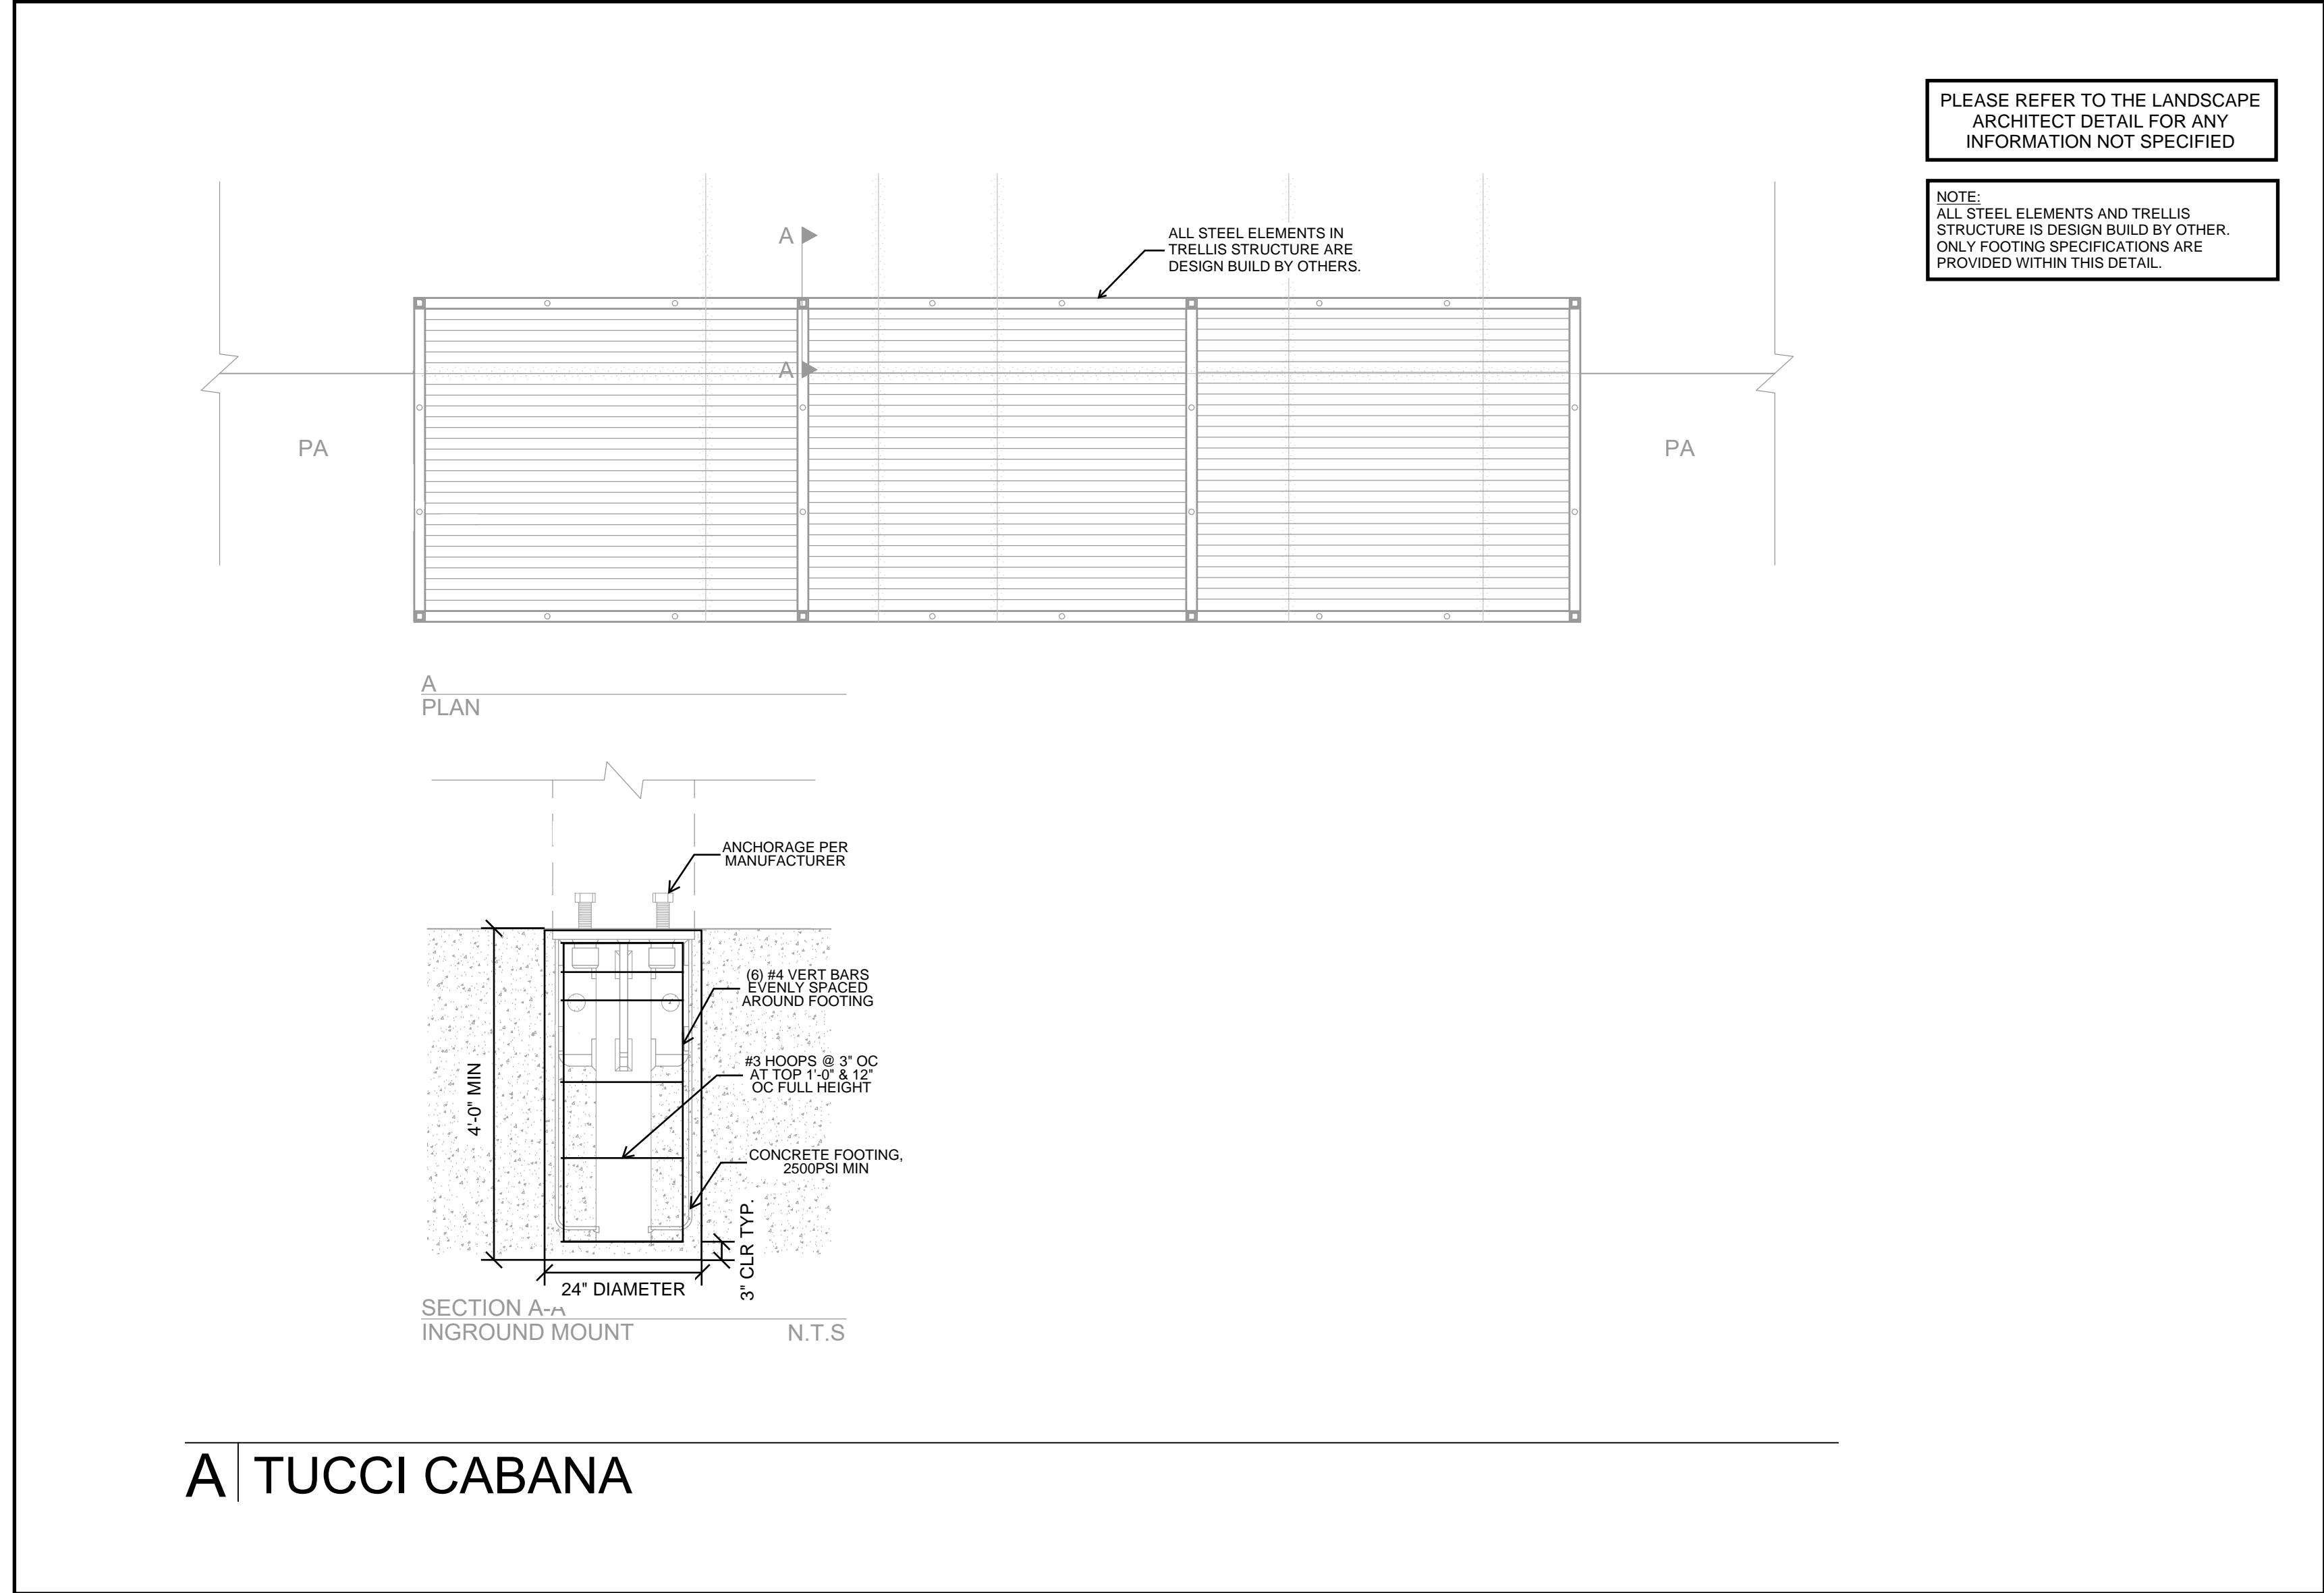 PLEASE REFER TO THE LANDSCAPE
ARCHITECT DETAIL FOR ANY
INFORMATION NOT SPECIFIED
NOTE:
ALL STEEL ELEMENTS AND TRELLIS
STRUCTURE IS DESIGN BUILD BY OTHER.
ONLY FOOTING SPECIFICATIONS ARE
PROVIDED WITHIN THIS DETAIL.
A
ALL STEEL ELEMENTS IN
TRELLIS STRUCTURE ARE
DESIGN BUILD BY OTHERS.
A
PA
PA
A
PLAN
ANCHORAGE PER
MANUFACTURER
(6) #4 VERT BARS
EVENLY SPACED
AROUND FOOTING
#3 HOOPS @ 3" OC
AT TOP 1'-0" & 12"
OC FULL HEIGHT
4'-0" MIN
CONCRETE FOOTING,
2500PSI MIN
3" CLR TYP.
24" DIAMETER
SECTION A-A
INGROUND MOUNT
N.T.S
A
TUCCI CABANA